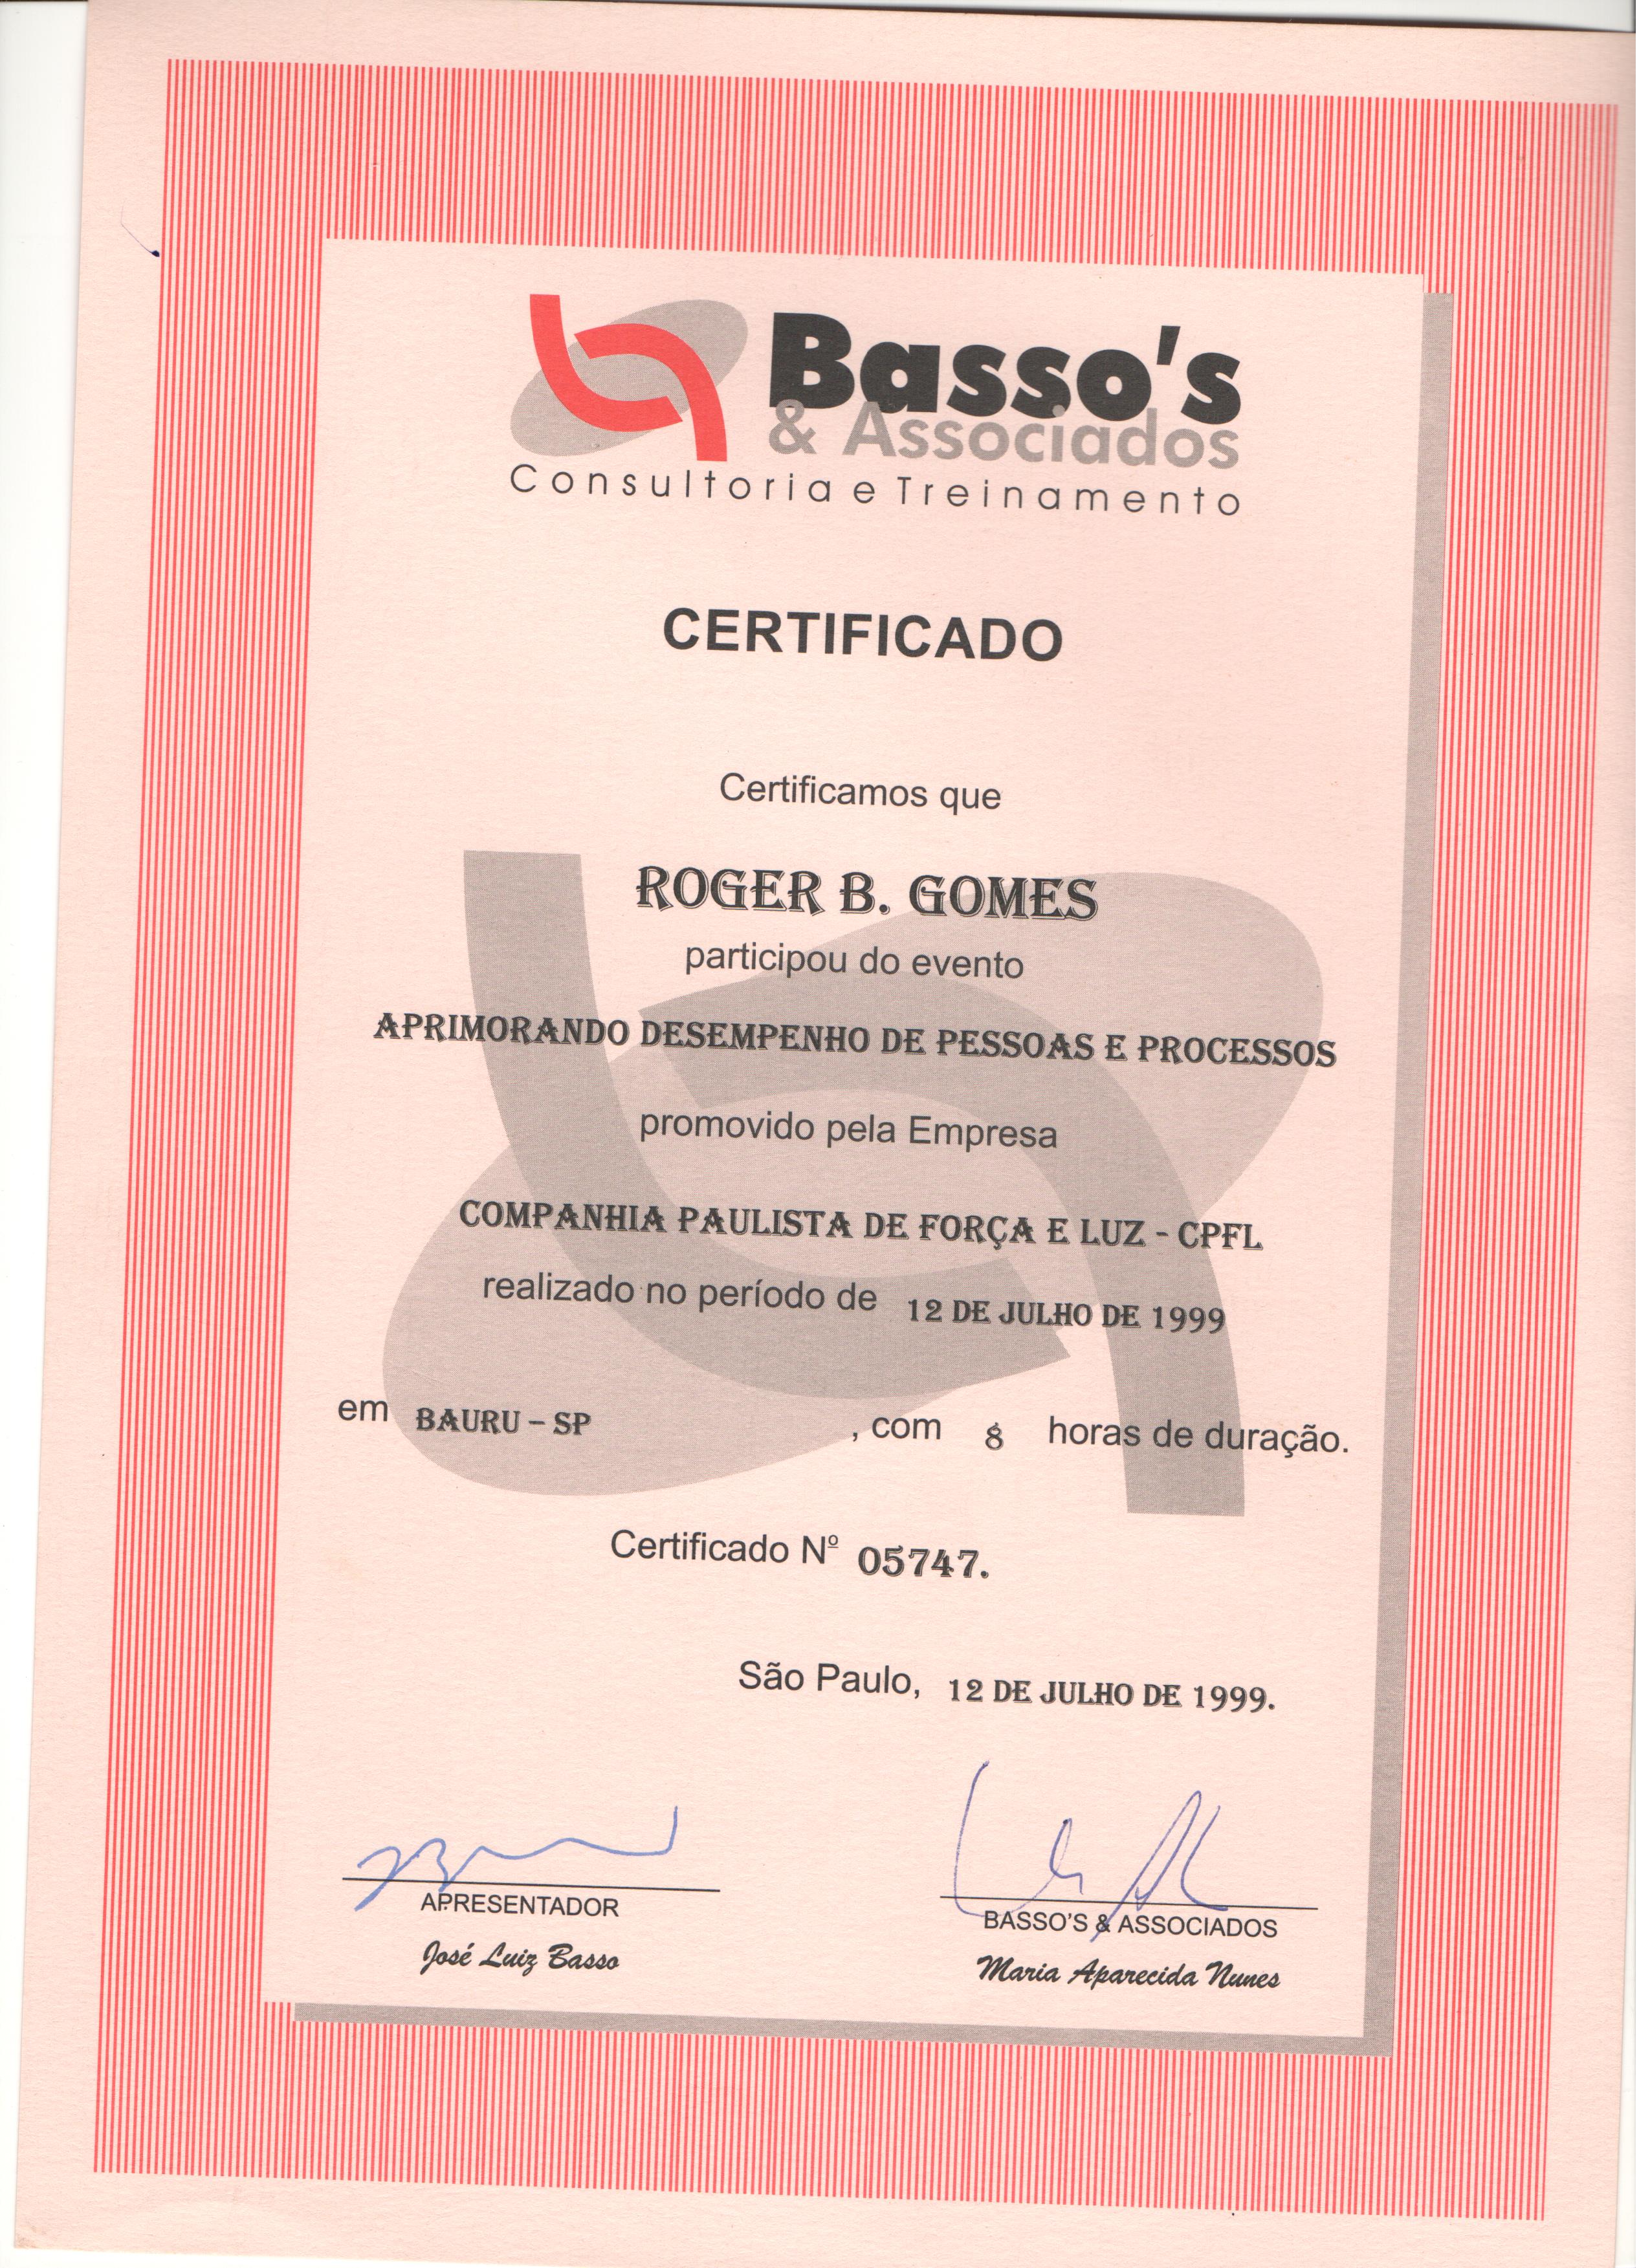 Basso's
& Associados
Consultoria e Treinamento
CERTIFICADO
Certificamos que
ROGER B. GOMES
participou do evento
APRIMORANDO DESEMPENHO DE PESSOAS E PROCESSOS
promovido pela Empresa
COMPANHIA PAULISTA DE FORÇA E LUZ - CPFL
realizado no período de 12 DE JULHO DE 1999
em BAURU – SP , com 8 horas de duração.
Certificado Nº 05747.
São Paulo, 12 DE JULHO DE 1999.
APRESENTADOR
José Luiz Basso
BASSO'S & ASSOCIADOS
Maria Aparecida Nunes